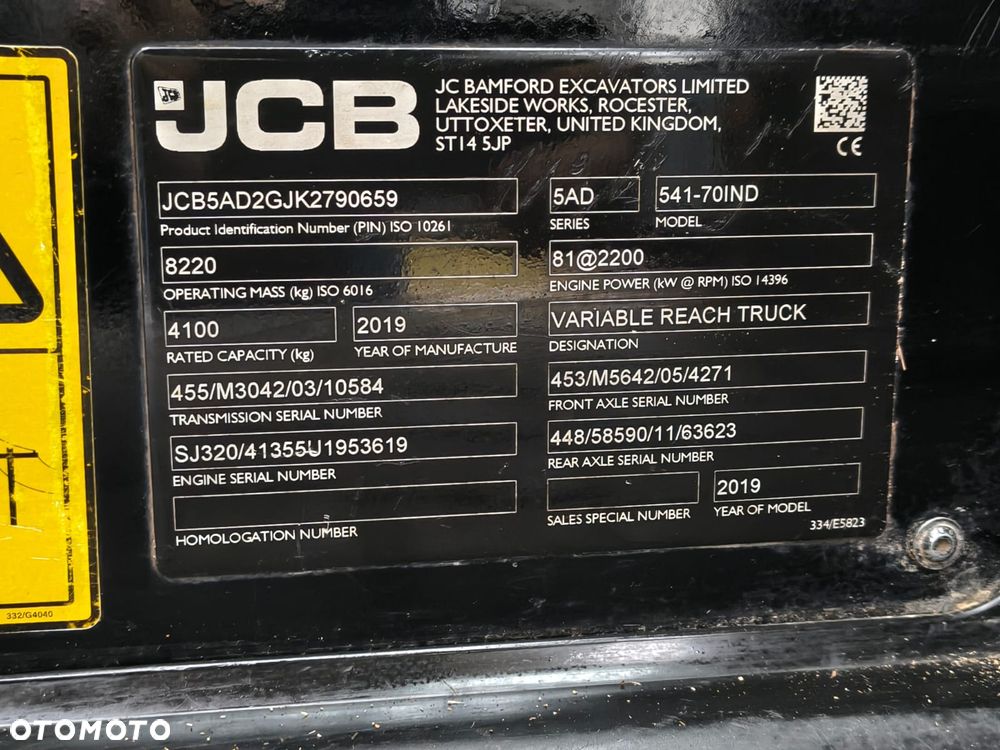 JCB
JC BAMFORD EXCAVATORS LIMITED
LAKESIDE WORKS, ROCESTER,
UTTOXETER, UNITED KINGDOM,
ST14 5JP
CE
JCB5AD2GJK2790659
Product Identification Number (PIN) ISO 10261
5AD
SERIES
541-70IND
MODEL
8220
OPERATING MASS (kg) ISO 6016
81@2200
ENGINE POWER (kW @ RPM) ISO 14396
4100
RATED CAPACITY (kg)
2019
YEAR OF MANUFACTURE
VARIABLE REACH TRUCK
DESIGNATION
455/M3042/03/10584
TRANSMISSION SERIAL NUMBER
453/M5642/05/4271
FRONT AXLE SERIAL NUMBER
SJ320/41355U1953619
ENGINE SERIAL NUMBER
448/58590/11/63623
REAR AXLE SERIAL NUMBER
HOMOLOGATION NUMBER
SALES SPECIAL NUMBER
2019
YEAR OF MODEL
334/E5823
332/G4040
OTOMOTO